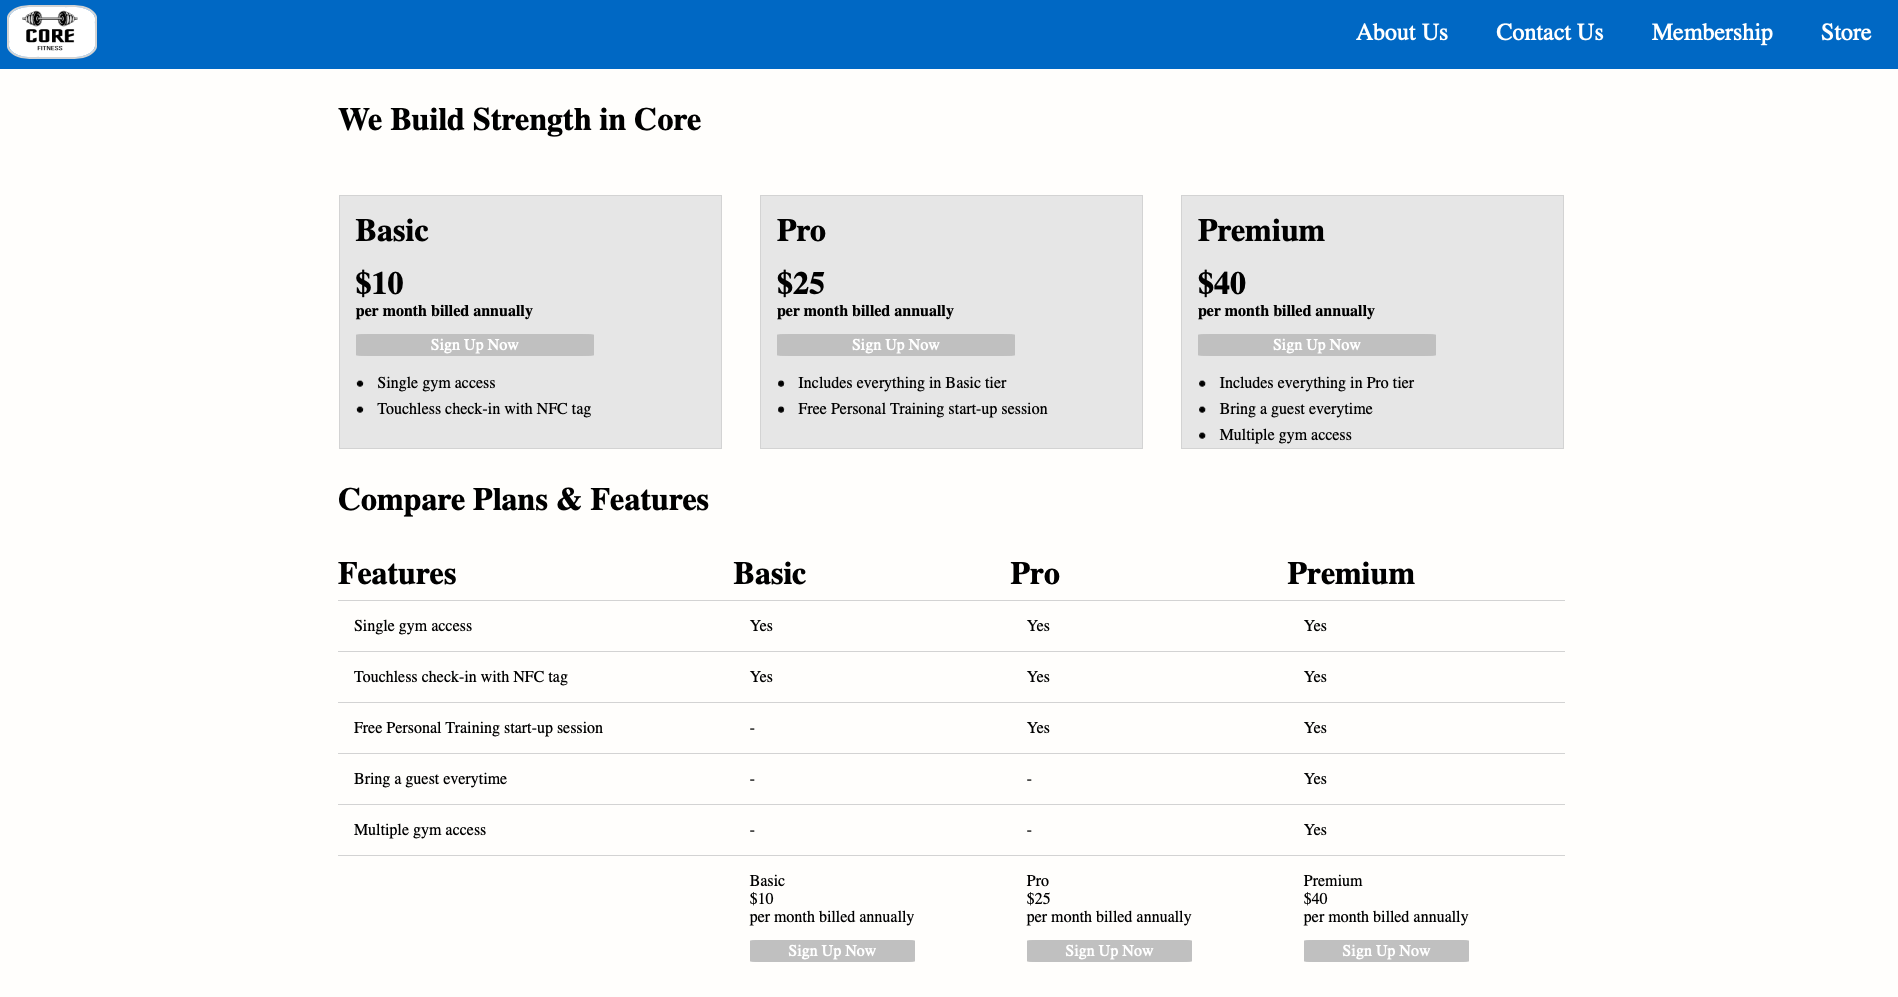 CORE
FITNESS
About Us Contact Us Membership Store
We Build Strength in Core
Basic
$10
per month billed annually
Sign Up Now
• Single gym access
• Touchless check-in with NFC tag
Pro
$25
per month billed annually
Sign Up Now
• Includes everything in Basic tier
• Free Personal Training start-up session
Premium
$40
per month billed annually
Sign Up Now
• Includes everything in Pro tier
• Bring a guest everytime
• Multiple gym access
Compare Plans & Features
Features Basic Pro Premium
Single gym access Yes Yes Yes
Touchless check-in with NFC tag Yes Yes Yes
Free Personal Training start-up session - Yes Yes
Bring a guest everytime - - Yes
Multiple gym access - - Yes
Basic Pro Premium
$10 $25 $40
per month billed annually per month billed annually per month billed annually
Sign Up Now Sign Up Now Sign Up Now